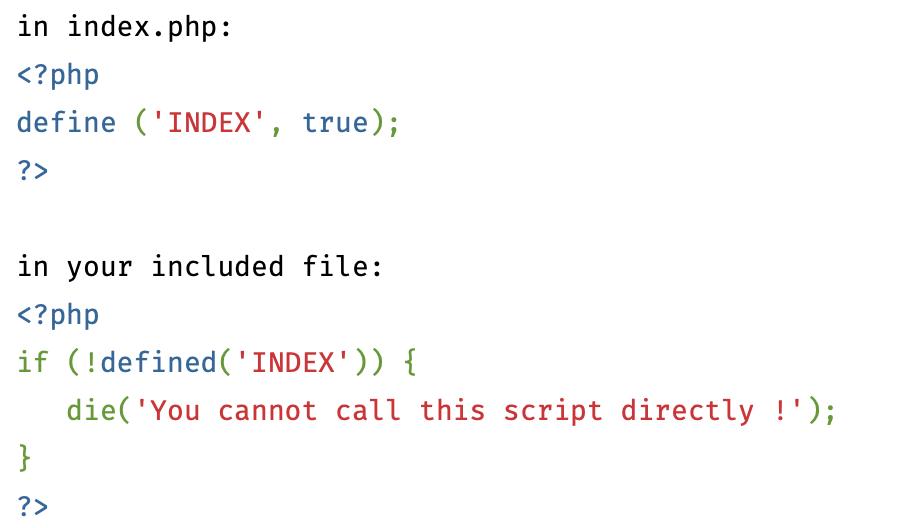 in index.php:
<?php
define ('INDEX', true);
?>
in your included file:
<?php
if (!defined('INDEX')) {
   die('You cannot call this script directly !');
}
?>